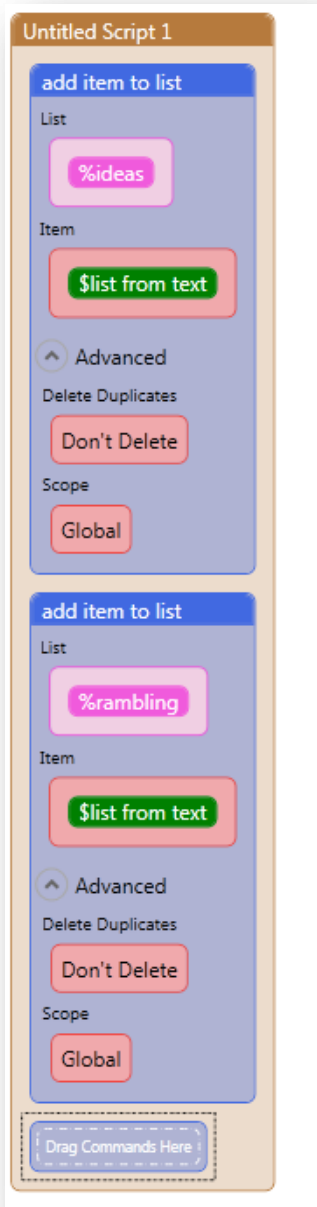 Untitled Script 1
add item to list
List
%ideas
Item
$list from text
Advanced
Delete Duplicates
Don't Delete
Scope
Global
add item to list
List
%rambling
Item
$list from text
Advanced
Delete Duplicates
Don't Delete
Scope
Global
Drag Commands Here